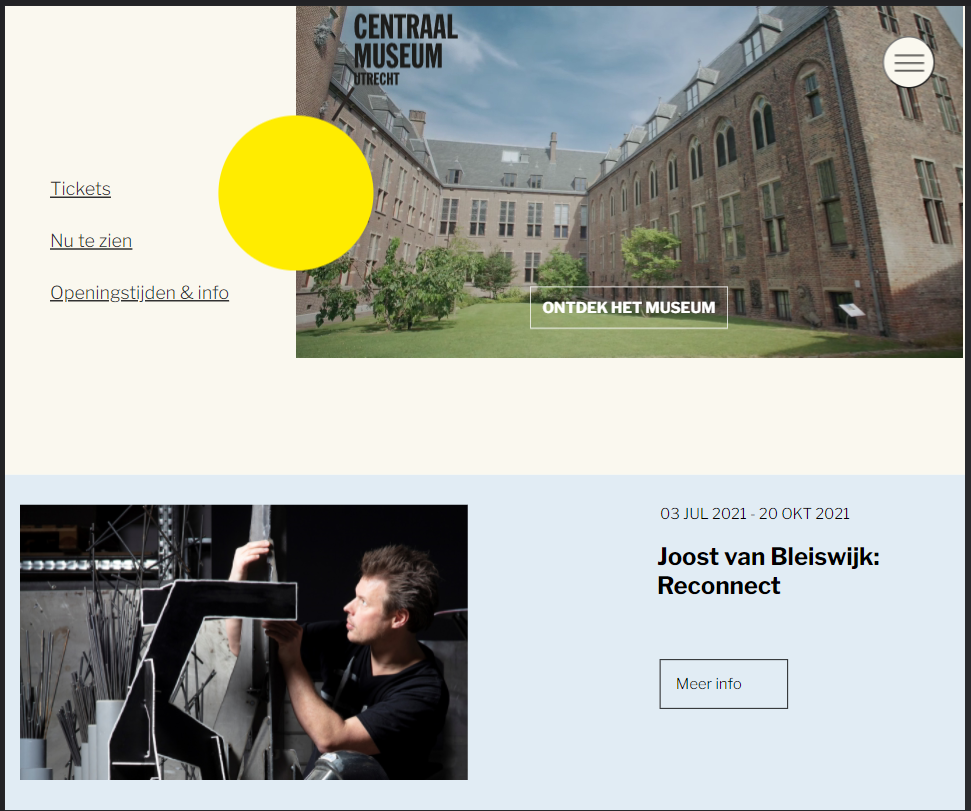 CENTRAAL
MUSEUM
UTRECHT
Tickets
Nu te zien
Openingstijden & info
ONTDEK HET MUSEUM
03 JUL 2021 - 20 OKT 2021
Joost van Bleiswijk:
Reconnect
Meer info